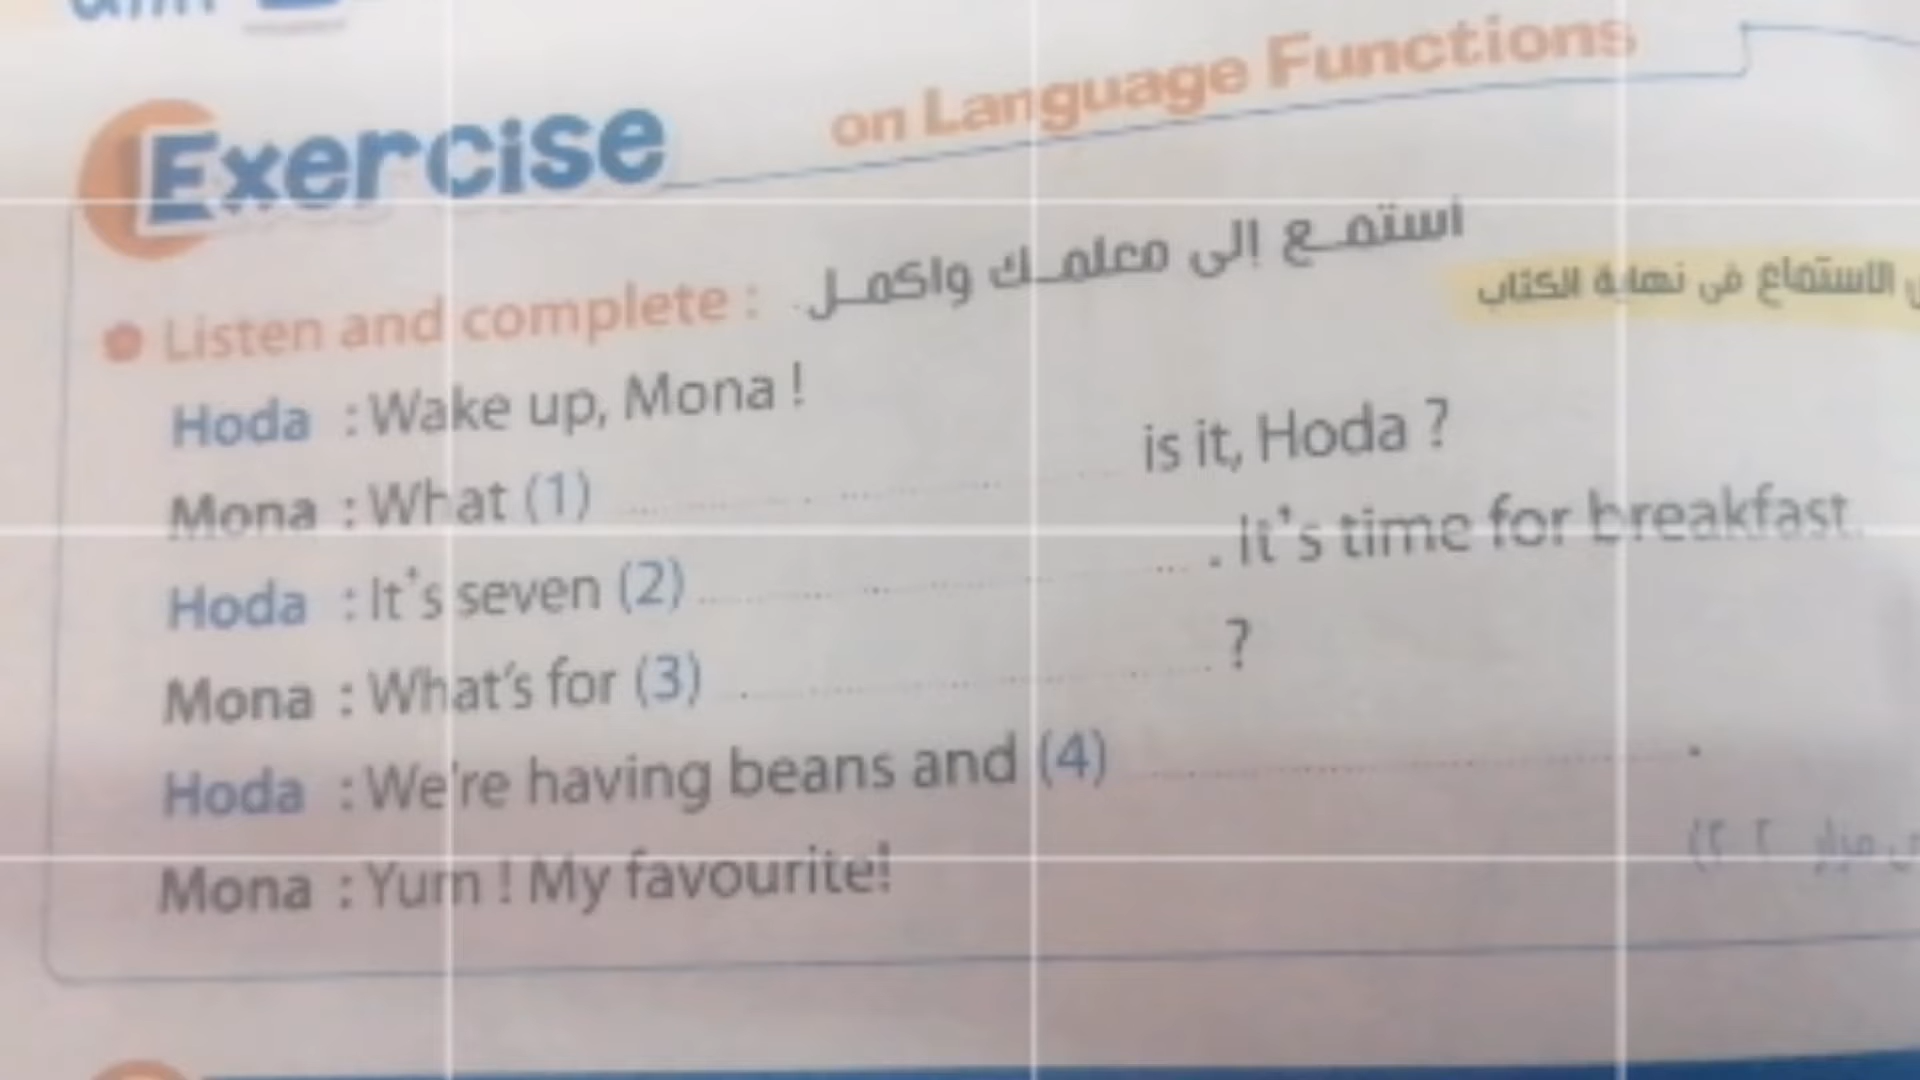 Exercise on Language Functions
Listen and complete : استمع إلى معلمك واكمل
الاستماع فى نهاية الكتاب
Hoda : Wake up, Mona !
Mona : What (1) .................... is it, Hoda ?
Hoda : It's seven (2) .................... . It's time for breakfast.
Mona : What's for (3) .................... ?
Hoda : We're having beans and (4) .................... .
Mona : Yum ! My favourite!